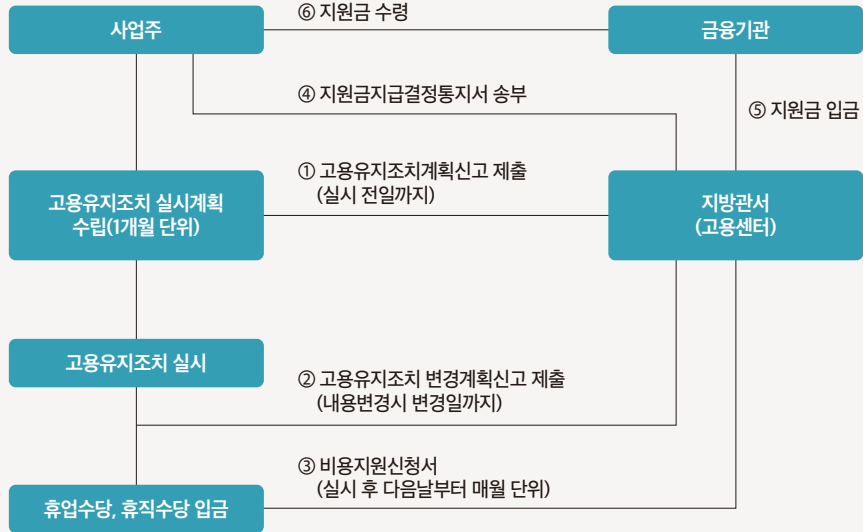 ⑥ 지원금 수령
사업주
금융기관
④ 지원금지급결정통지서 송부
⑤ 지원금 입금
① 고용유지조치계획신고 제출
(실시 전일까지)
고용유지조치 실시계획
수립(1개월 단위)
지방관서
(고용센터)
고용유지조치 실시
② 고용유지조치 변경계획신고 제출
(내용변경시 변경일까지)
③ 비용지원신청서
(실시 후 다음날부터 매월 단위)
휴업수당, 휴직수당 입금